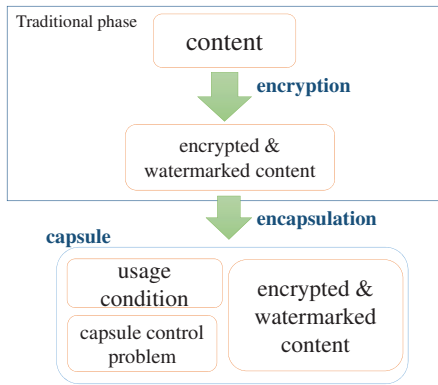 Traditional phase
content
encryption
encrypted &
watermarked content
encapsulation
capsule
usage
condition
capsule control
problem
encrypted &
watermarked
content